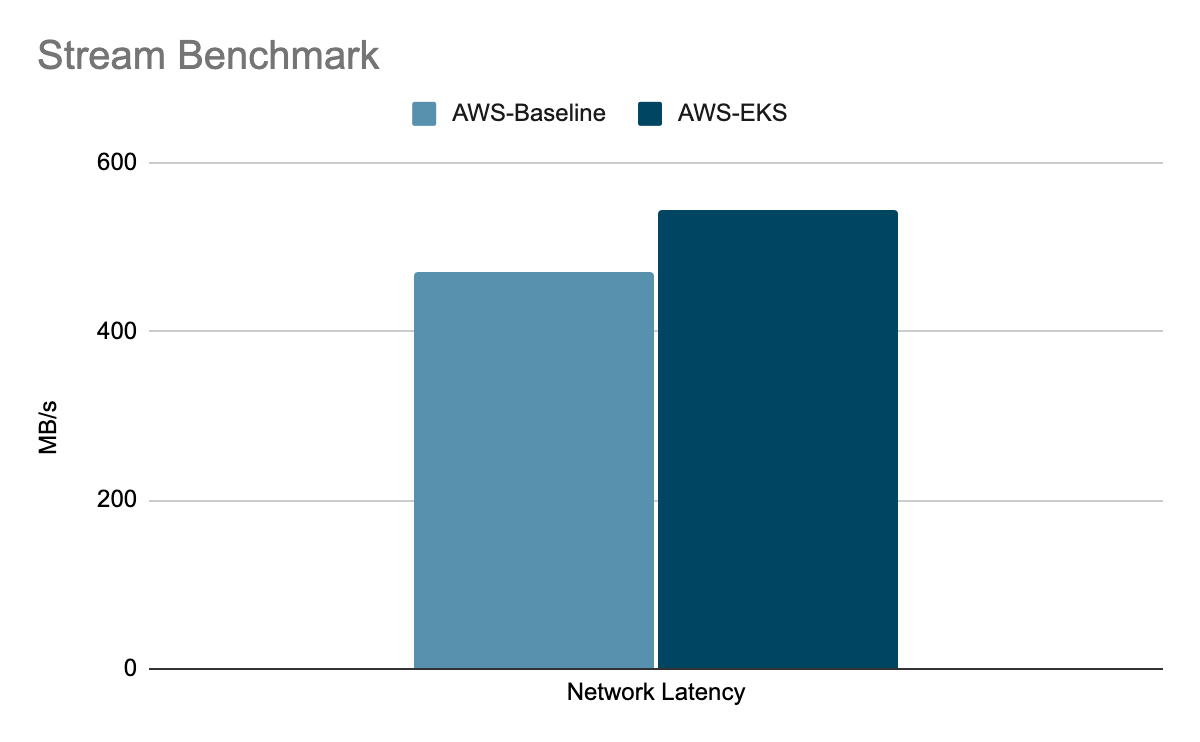 Stream Benchmark
AWS-Baseline
AWS-EKS
600
400
200
0
MB/s
Network Latency